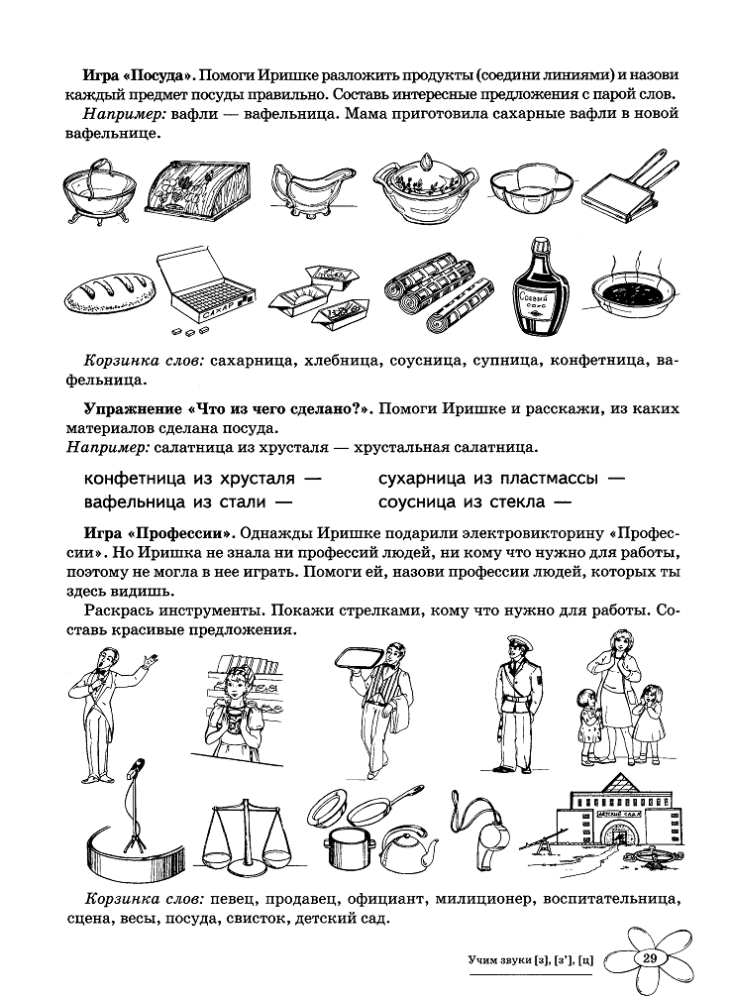 Игра «Посуда». Помоги Иришке разложить продукты (соедини линиями) и назови
каждый предмет посуды правильно. Составь интересные предложения с парой слов.
Например: вафли — вафельница. Мама приготовила сахарные вафли в новой
вафельнице.
САХАР
Соевый
соус
Корзинка слов: сахарница, хлебница, соусница, супница, конфетница, ва-
фельница.
Упражнение «Что из чего сделано?». Помоги Иришке и расскажи, из каких
материалов сделана посуда.
Например: салатница из хрусталя — хрустальная салатница.
конфетница из хрусталя —
сухарница из пластмассы —
вафельница из стали —
соусница из стекла —
Игра «Профессии». Однажды Иришке подарили электровикторину «Профес-
сии». Но Иришка не знала ни профессий людей, ни кому что нужно для работы,
поэтому не могла в нее играть. Помоги ей, назови профессии людей, которых ты
здесь видишь.
Раскрась инструменты. Покажи стрелками, кому что нужно для работы. Со-
ставь красивые предложения.
ДЕТСКИЙ САД
Корзинка слов: певец, продавец, официант, милиционер, воспитательница,
сцена, весы, посуда, свисток, детский сад.
Учим звуки [з], [з’], [ц]
29